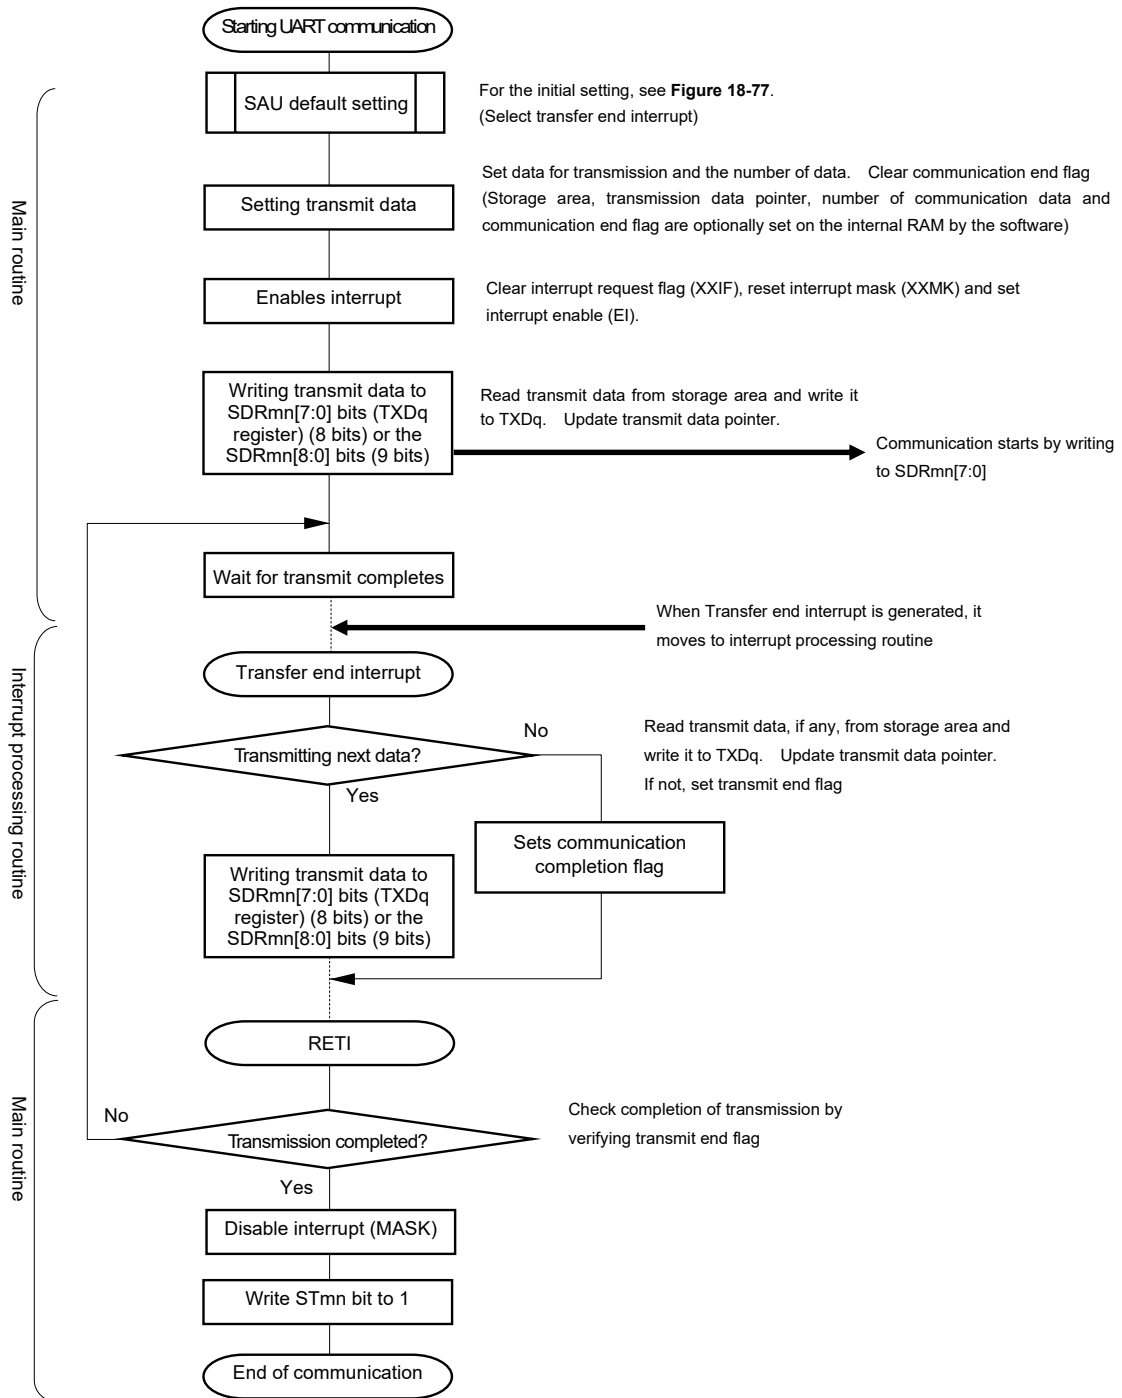 Starting UART communication
SAU default setting
For the initial setting, see Figure 18-77.
(Select transfer end interrupt)
Main routine
Setting transmit data
Set data for transmission and the number of data. Clear communication end flag
(Storage area, transmission data pointer, number of communication data and
communication end flag are optionally set on the internal RAM by the software)
Enables interrupt
Clear interrupt request flag (XXIF), reset interrupt mask (XXMK) and set
interrupt enable (EI).
Writing transmit data to
SDRmn[7:0] bits (TXDq
register) (8 bits) or the
SDRmn[8:0] bits (9 bits)
Read transmit data from storage area and write it
to TXDq. Update transmit data pointer.
Communication starts by writing
to SDRmn[7:0]
Wait for transmit completes
When Transfer end interrupt is generated, it
moves to interrupt processing routine
Interrupt processing routine
Transfer end interrupt
Transmitting next data?
No
Yes
Read transmit data, if any, from storage area and
write it to TXDq. Update transmit data pointer.
If not, set transmit end flag
Sets communication
completion flag
Writing transmit data to
SDRmn[7:0] bits (TXDq
register) (8 bits) or the
SDRmn[8:0] bits (9 bits)
RETI
Main routine
No
Transmission completed?
Check completion of transmission by
verifying transmit end flag
Yes
Disable interrupt (MASK)
Write STmn bit to 1
End of communication